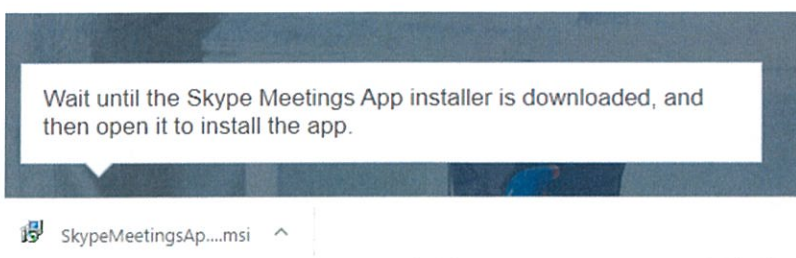 Wait until the Skype Meetings App installer is downloaded, and
then open it to install the app.
SkypeMeetingsAp....msi